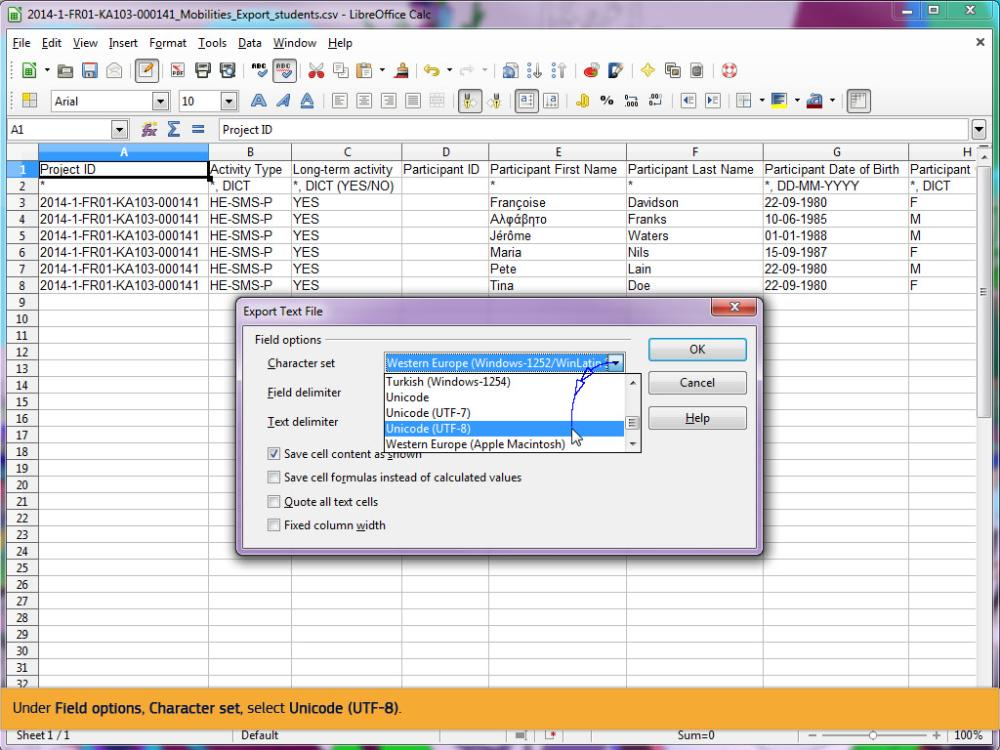 2014-1-FR01-KA103-000141_Mobilities_Export_students.csv - LibreOffice Calc
File Edit View Insert Format Tools Data Window Help
Arial 10
A1 Project ID
A B C D E F G H
1 Project ID Activity Type Long-term activity Participant ID Participant First Name Participant Last Name Participant Date of Birth Participant
2 * *, DICT *, DICT (YES/NO) * * *, DD-MM-YYYY *, DICT
3 2014-1-FR01-KA103-000141 HE-SMS-P YES Françoise Davidson 22-09-1980 F
4 2014-1-FR01-KA103-000141 HE-SMS-P YES Αλφάβητο Franks 10-06-1985 M
5 2014-1-FR01-KA103-000141 HE-SMS-P YES Jérôme Waters 01-01-1988 M
6 2014-1-FR01-KA103-000141 HE-SMS-P YES Maria Nils 15-09-1987 F
7 2014-1-FR01-KA103-000141 HE-SMS-P YES Pete Lain 22-09-1980 M
8 2014-1-FR01-KA103-000141 HE-SMS-P YES Tina Doe 22-09-1980 F
9
10
11
12
13
14
15
16
17
18
19
20
21
22
23
24
25
26
27
28
29
30
31
32
Export Text File
Field options
Character set Western Europe (Windows-1252/WinLatin
OK
Turkish (Windows-1254)
Cancel
Field delimiter
Unicode
Unicode (UTF-7)
Help
Text delimiter
Unicode (UTF-8)
Western Europe (Apple Macintosh)
Save cell content as shown
Save cell formulas instead of calculated values
Quote all text cells
Fixed column width
Under Field options, Character set, select Unicode (UTF-8).
Sheet 1 / 1 Default Sum=0 100%